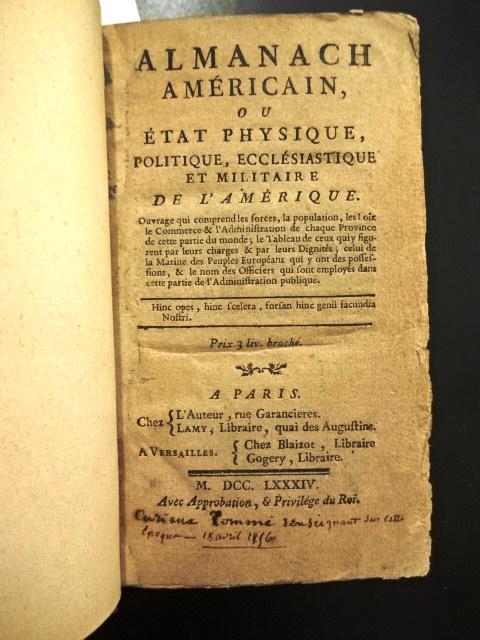 ALMANACH
AMÉRICAIN,
OU
ÉTAT PHYSIQUE,
POLITIQUE, ECCLÉSIASTIQUE
ET MILITAIRE
DE L'AMÉRIQUE.
Ouvrage qui comprend les forces, la population, les Loix
le Commerce & l'Administration de chaque Province
de cette partie du monde ; le Tableau de ceux qui y figu-
rent par leurs charges & par leurs Dignités ; celui de
la Marine des Peuples Européans qui y ont des posses-
sions, & le nom des Officiers qui sont employés dans
cette partie de l'Administration publique.
Hinc opes, hinc scelera, forsan hinc genii facundia
Nostri.
Prix 3 liv. broché.
A PARIS.
Chez { L'Auteur, rue Garancieres.
LAMY, Libraire, quai des Augustins.
A VERSAILLES. { Chez Blaizot, Libraire
Gogery, Libraire.
M. DCC. LXXXIV.
Avec Approbation, & Privilége du Roi.
Curieux renseignant sur cette
Epoque — 18 avril